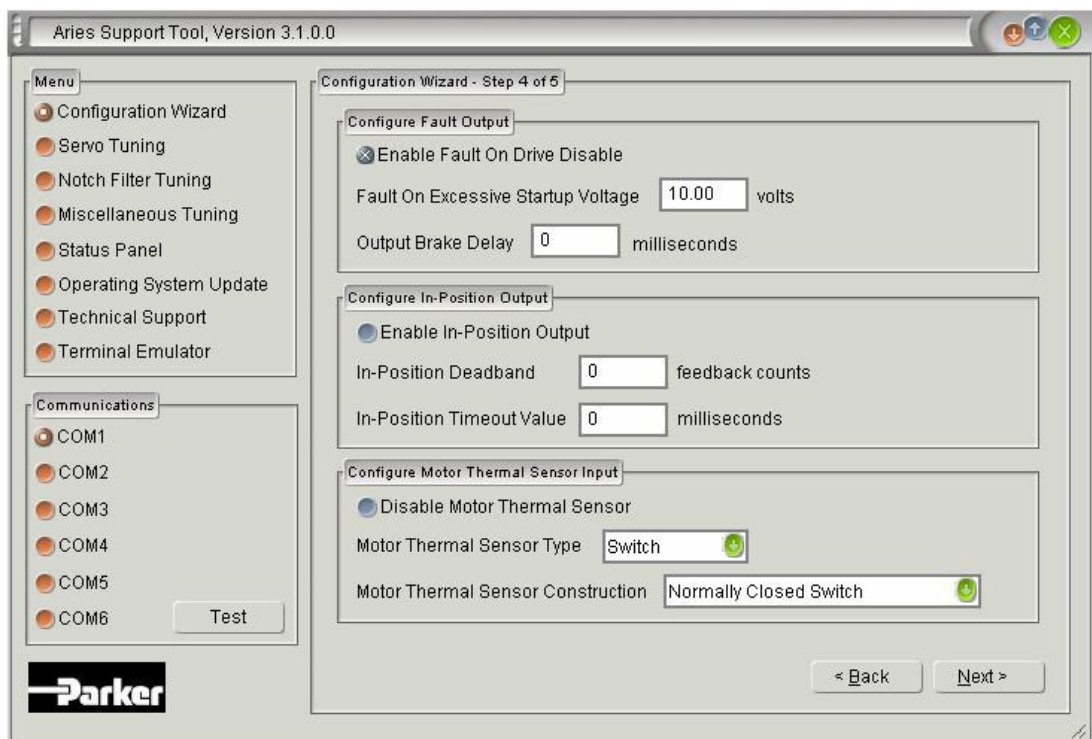 Aries Support Tool, Version 3.1.0.0
Menu
Configuration Wizard
Servo Tuning
Notch Filter Tuning
Miscellaneous Tuning
Status Panel
Operating System Update
Technical Support
Terminal Emulator
Communications
COM1
COM2
COM3
COM4
COM5
COM6
Test
Parker
Configuration Wizard - Step 4 of 5
Configure Fault Output
Enable Fault On Drive Disable
Fault On Excessive Startup Voltage 10.00 volts
Output Brake Delay 0 milliseconds
Configure In-Position Output
Enable In-Position Output
In-Position Deadband 0 feedback counts
In-Position Timeout Value 0 milliseconds
Configure Motor Thermal Sensor Input
Disable Motor Thermal Sensor
Motor Thermal Sensor Type Switch
Motor Thermal Sensor Construction Normally Closed Switch
< Back Next >